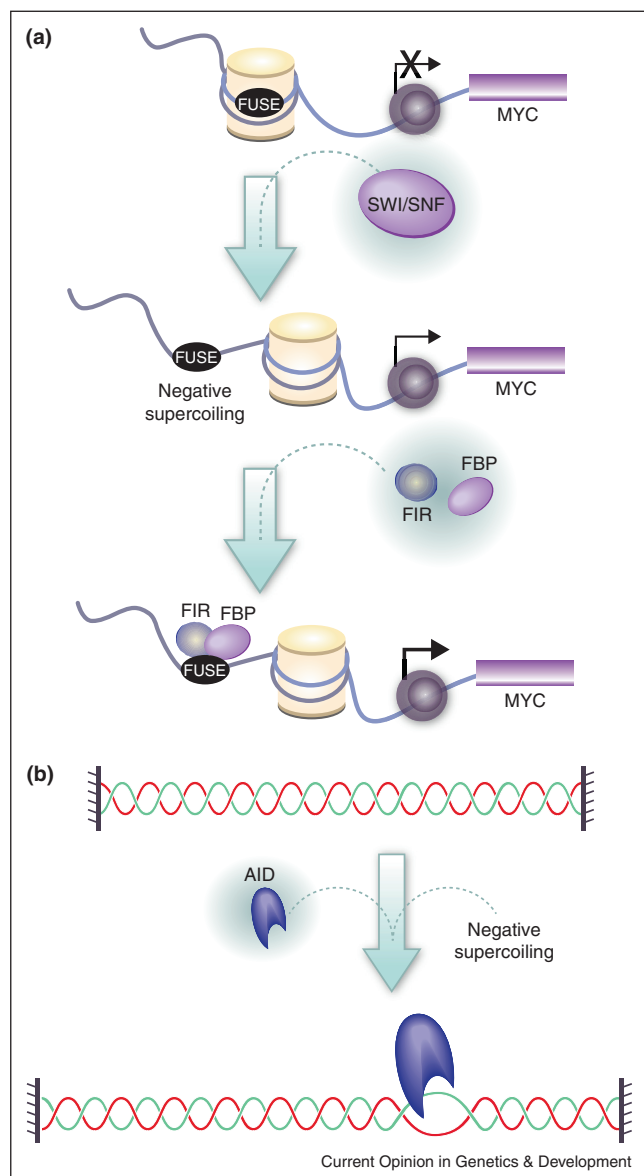 (a)
FUSE
X
MYC
SWI/SNF
FUSE
Negative
supercoiling
MYC
FBP
FIR
FIR FBP
FUSE
MYC
(b)
AID
Negative
supercoiling
Current Opinion in Genetics & Development